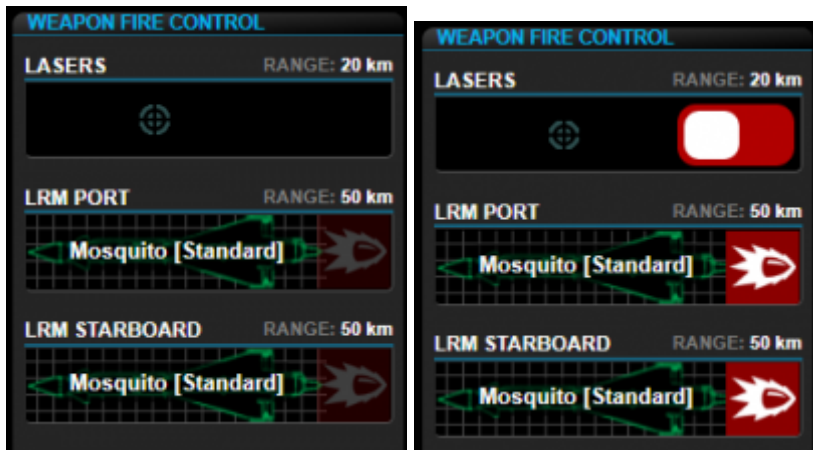 WEAPON FIRE CONTROL
LASERS RANGE: 20 km
LRM PORT RANGE: 50 km
Mosquito [Standard]
LRM STARBOARD RANGE: 50 km
Mosquito [Standard]
WEAPON FIRE CONTROL
LASERS RANGE: 20 km
LRM PORT RANGE: 50 km
Mosquito [Standard]
LRM STARBOARD RANGE: 50 km
Mosquito [Standard]